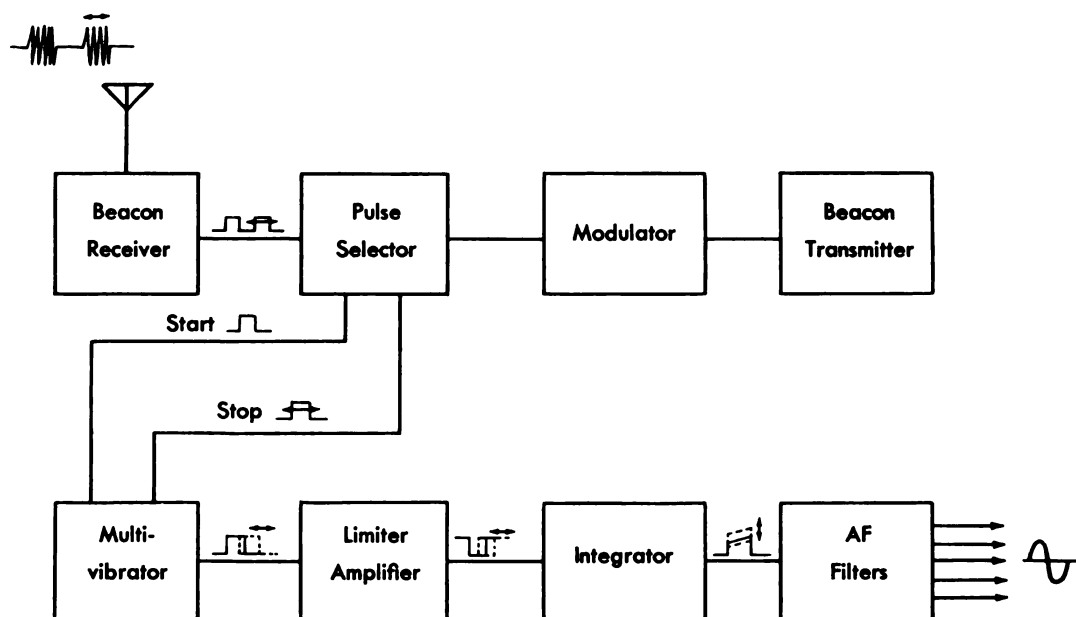 Beacon
Receiver
Pulse
Selector
Modulator
Beacon
Transmitter
Start
Stop
Multi-
vibrator
Limiter
Amplifier
Integrator
AF
Filters